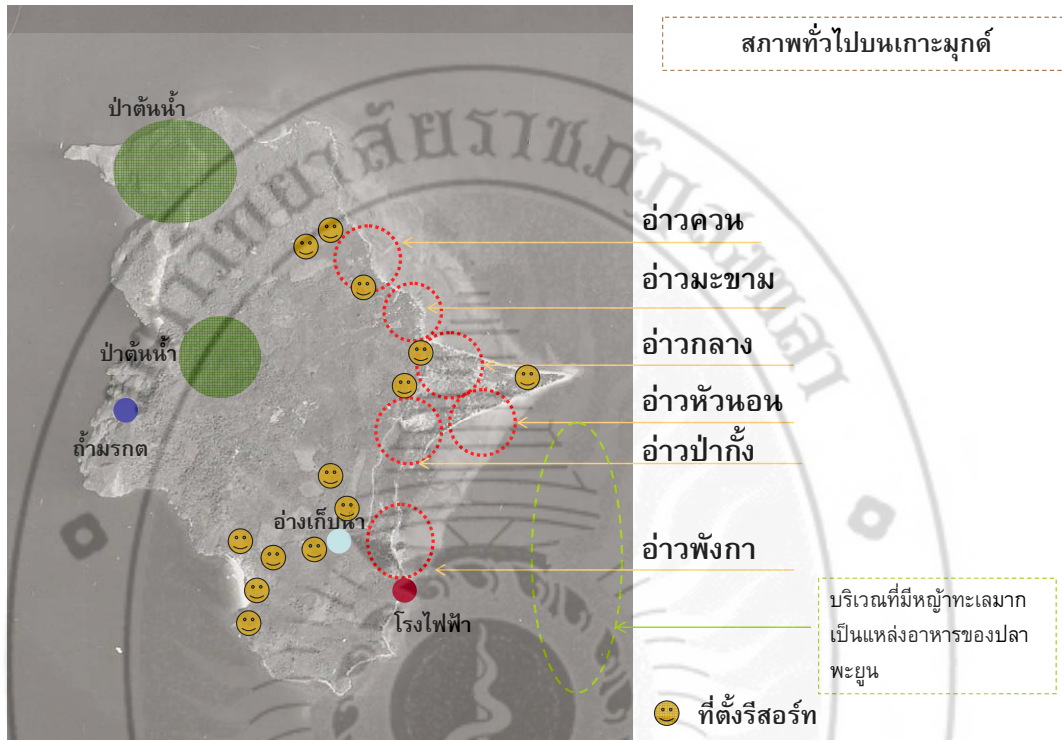 สภาพทั่วไปบนเกาะมุกด์
ป่าต้นน้ำ
อ่าวควน
อ่าวมะขาม
ป่าต้นน้ำ
อ่าวกลาง
อ่าวหัวนอน
ถ้ำมรกต
อ่าวป่ากั้ง
อ่างเก็บน้ำ
อ่าวพังกา
โรงไฟฟ้า
บริเวณที่มีหญ้าทะเลมาก
เป็นแหล่งอาหารของปลา
พะยูน
ที่ตั้งรีสอร์ท